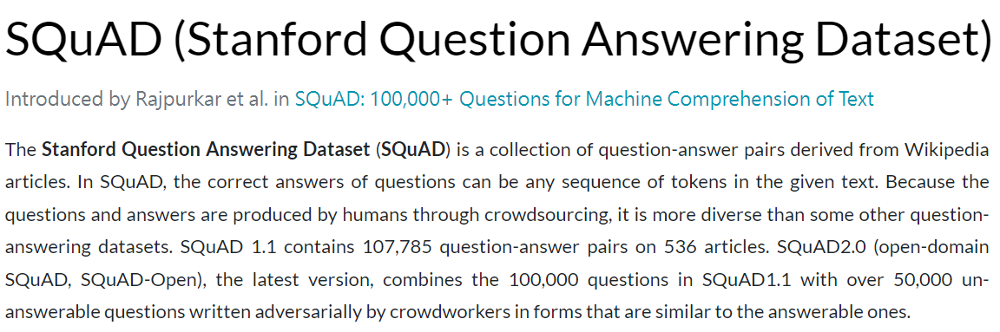 SQuAD (Stanford Question Answering Dataset)
Introduced by Rajpurkar et al. in SQuAD: 100,000+ Questions for Machine Comprehension of Text
The Stanford Question Answering Dataset (SQuAD) is a collection of question-answer pairs derived from Wikipedia
articles. In SQuAD, the correct answers of questions can be any sequence of tokens in the given text. Because the
questions and answers are produced by humans through crowdsourcing, it is more diverse than some other question-
answering datasets. SQuAD 1.1 contains 107,785 question-answer pairs on 536 articles. SQuAD2.0 (open-domain
SQuAD, SQuAD-Open), the latest version, combines the 100,000 questions in SQuAD1.1 with over 50,000 un-
answerable questions written adversarially by crowdworkers in forms that are similar to the answerable ones.